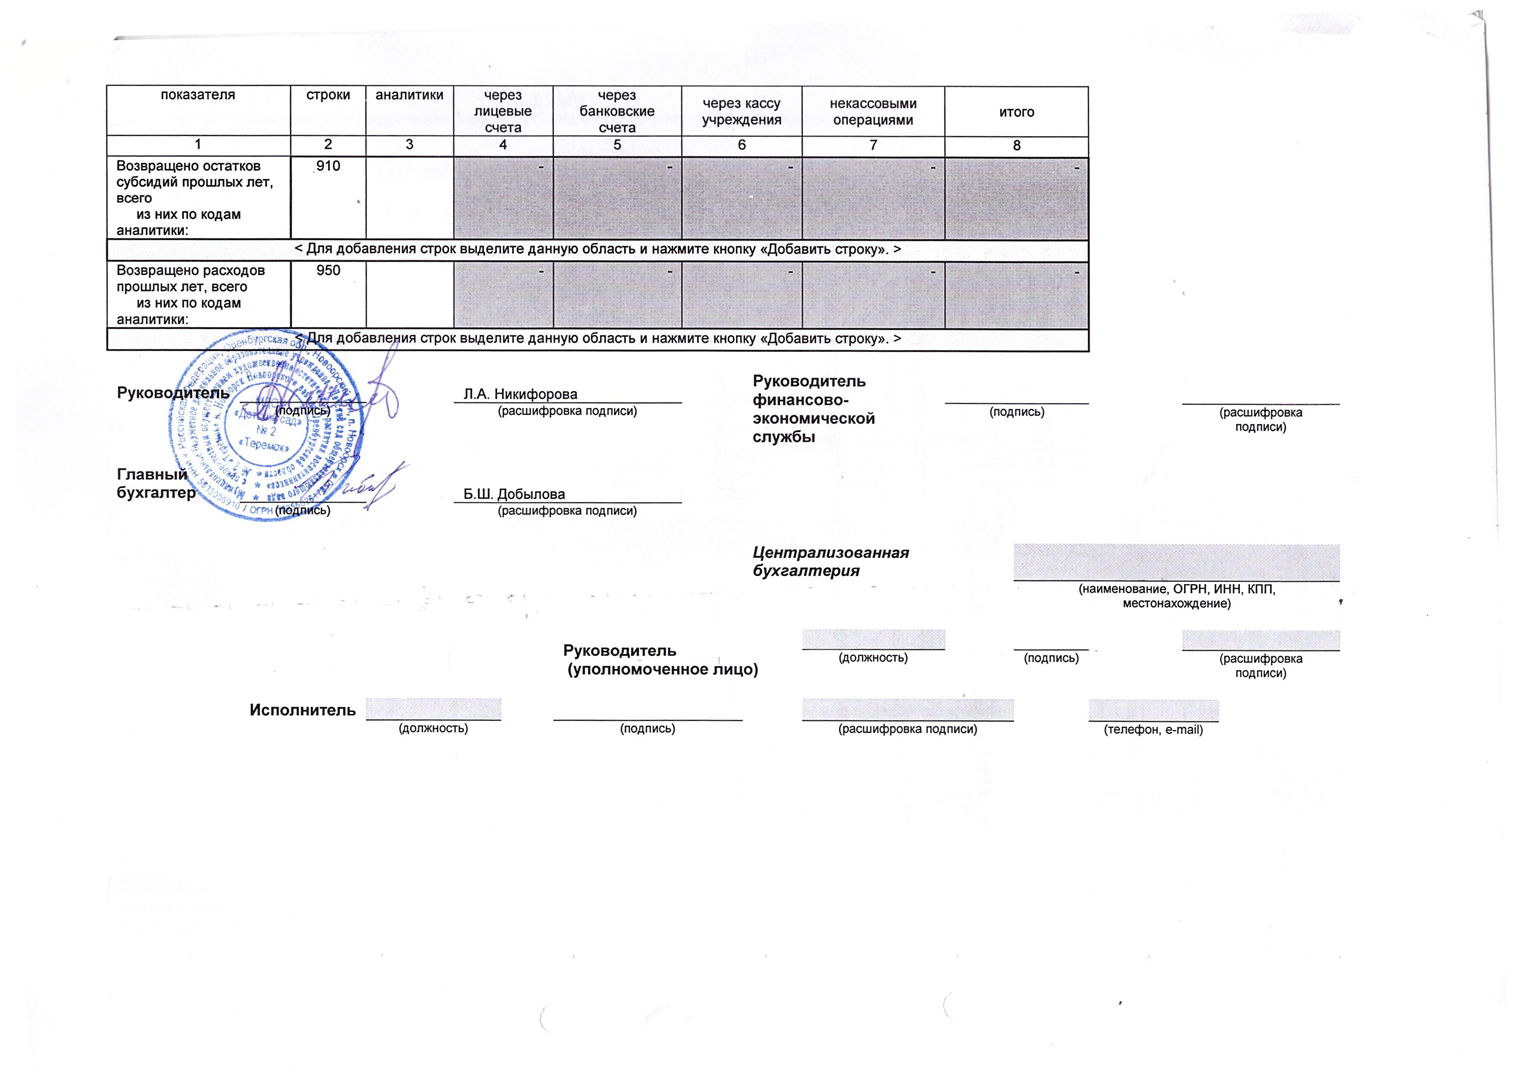 показателя строки аналитики через лицевые счета через банковские счета через кассу учреждения некассовыми операциями итого
1 2 3 4 5 6 7 8
Возвращено остатков 910 - - - - -
субсидий прошлых лет,
всего
из них по кодам
аналитики:
< Для добавления строк выделите данную область и нажмите кнопку «Добавить строку». >
Возвращено расходов 950 - - - - -
прошлых лет, всего
из них по кодам
аналитики:
< Для добавления строк выделите данную область и нажмите кнопку «Добавить строку». >
Руководитель
(подпись)
Л.А. Никифорова
(расшифровка подписи)
Руководитель
финансово-
экономической
службы
(подпись)
(расшифровка
подписи)
«Детский сад»
№ 2
«Теремок»
Главный
бухгалтер
(подпись)
Б.Ш. Добылова
(расшифровка подписи)
Централизованная
бухгалтерия
(наименование, ОГРН, ИНН, КПП,
местонахождение)
Руководитель
(уполномоченное лицо)
(должность)
(подпись)
(расшифровка
подписи)
Исполнитель
(должность)
(подпись)
(расшифровка подписи)
(телефон, e-mail)